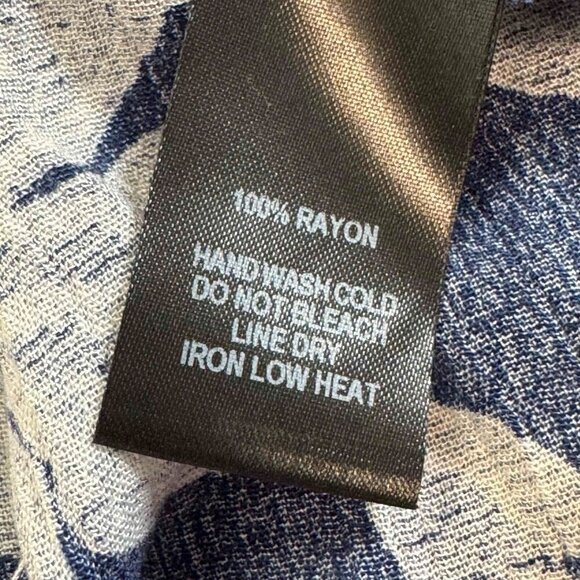 100% RAYON
HAND WASH COLD
DO NOT BLEACH
LINE DRY
IRON LOW HEAT